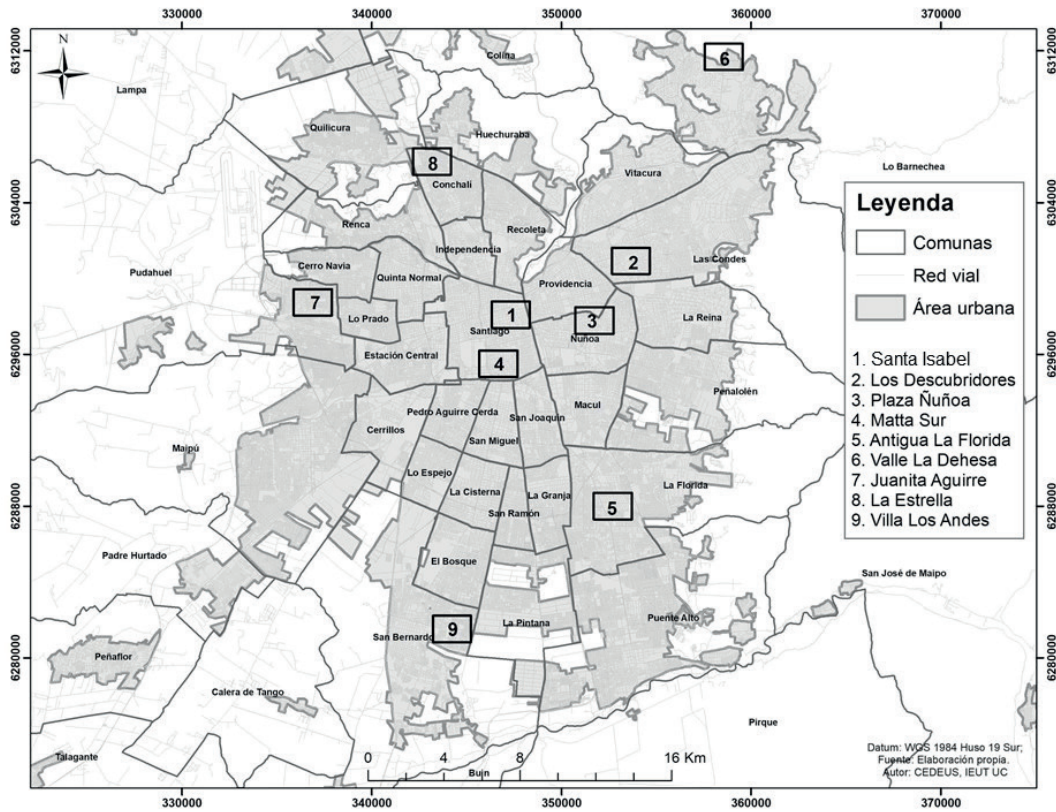 330000
340000
350000
360000
370000
6312000
6312000
N
6
Colina
Lampa
Quilicura
Huechuraba
8
Vitacura
Lo Barnechea
Conchalí
6304000
6304000
Leyenda
Comunas
Red vial
Área urbana
1. Santa Isabel
2. Los Descubridores
3. Plaza Ñuñoa
4. Matta Sur
5. Antigua La Florida
6. Valle La Dehesa
7. Juanita Aguirre
8. La Estrella
9. Villa Los Andes
Renca
Recoleta
Independencia
2
Las Condes
Pudahuel
Cerro Navia
Quinta Normal
Providencia
7
Lo Prado
1
Santiago
3
Ñuñoa
La Reina
6296000
6296000
Estación Central
4
Peñalolén
Macul
Pedro Aguirre Cerda
San Joaquín
Cerrillos
San Miguel
Maipú
Lo Espejo
La Cisterna
La Granja
La Florida
San Ramón
5
6288000
6288000
Padre Hurtado
El Bosque
San José de Maipo
La Pintana
Puente Alto
9
San Bernardo
Peñaflor
6280000
6280000
Calera de Tango
Pirque
Talagante
Buin
0 4 8 16 Km
Datum: WGS 1984 Huso 19 Sur;
Fuente: Elaboración propia.
Autor: CEDEUS, IEUT UC
330000
340000
350000
360000
370000